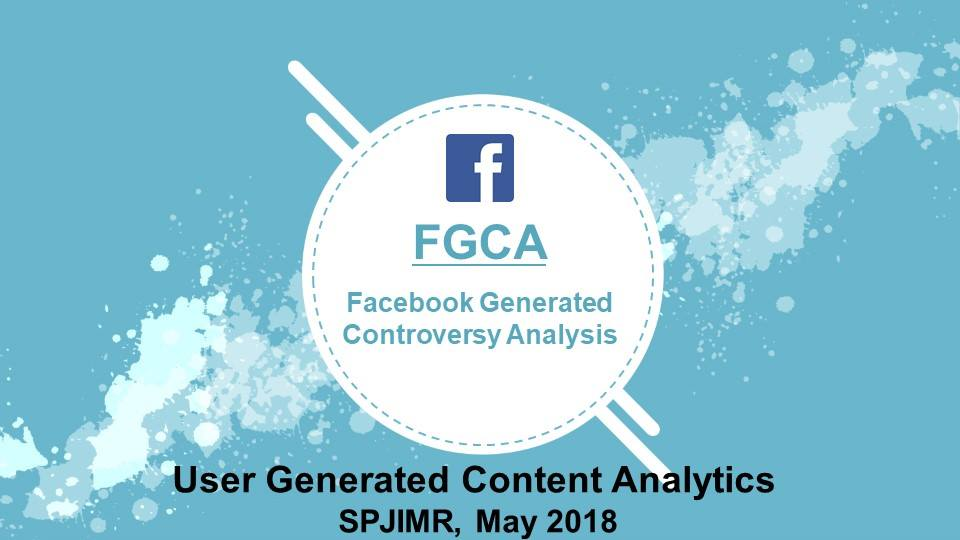 f
FGCA
Facebook Generated
Controversy Analysis
User Generated Content Analytics
SPJIMR, May 2018